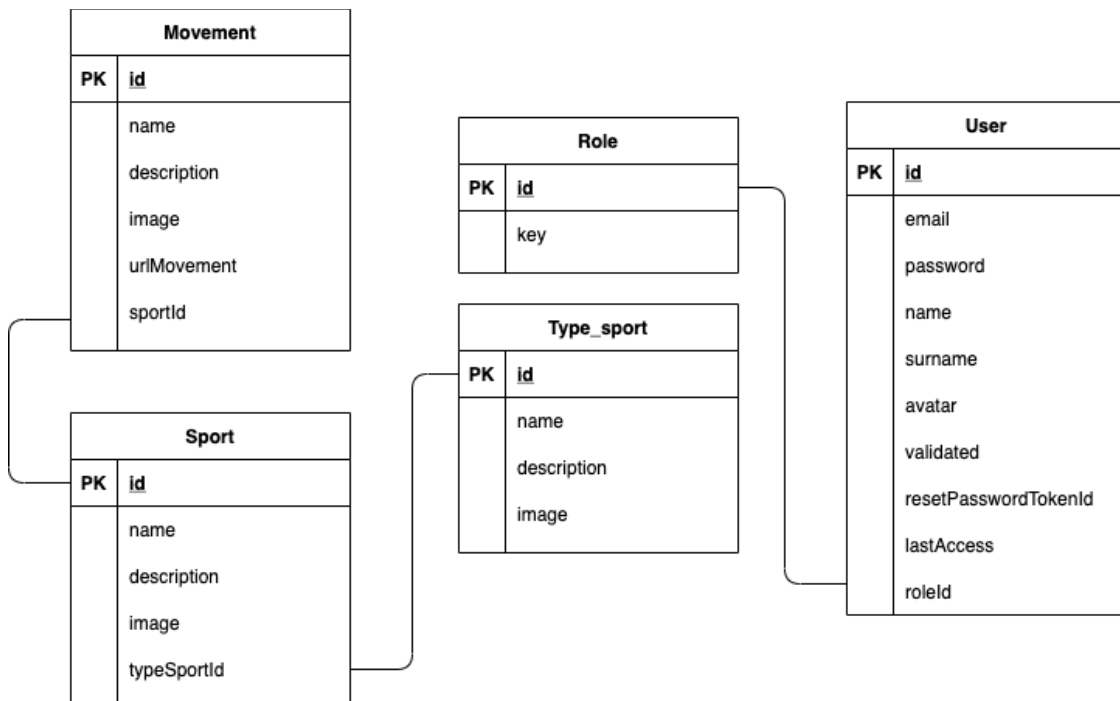 Movement
PK id
name
description
image
urlMovement
sportId
Sport
PK id
name
description
image
typeSportId
Role
PK id
key
Type_sport
PK id
name
description
image
User
PK id
email
password
name
surname
avatar
validated
resetPasswordTokenId
lastAccess
roleId